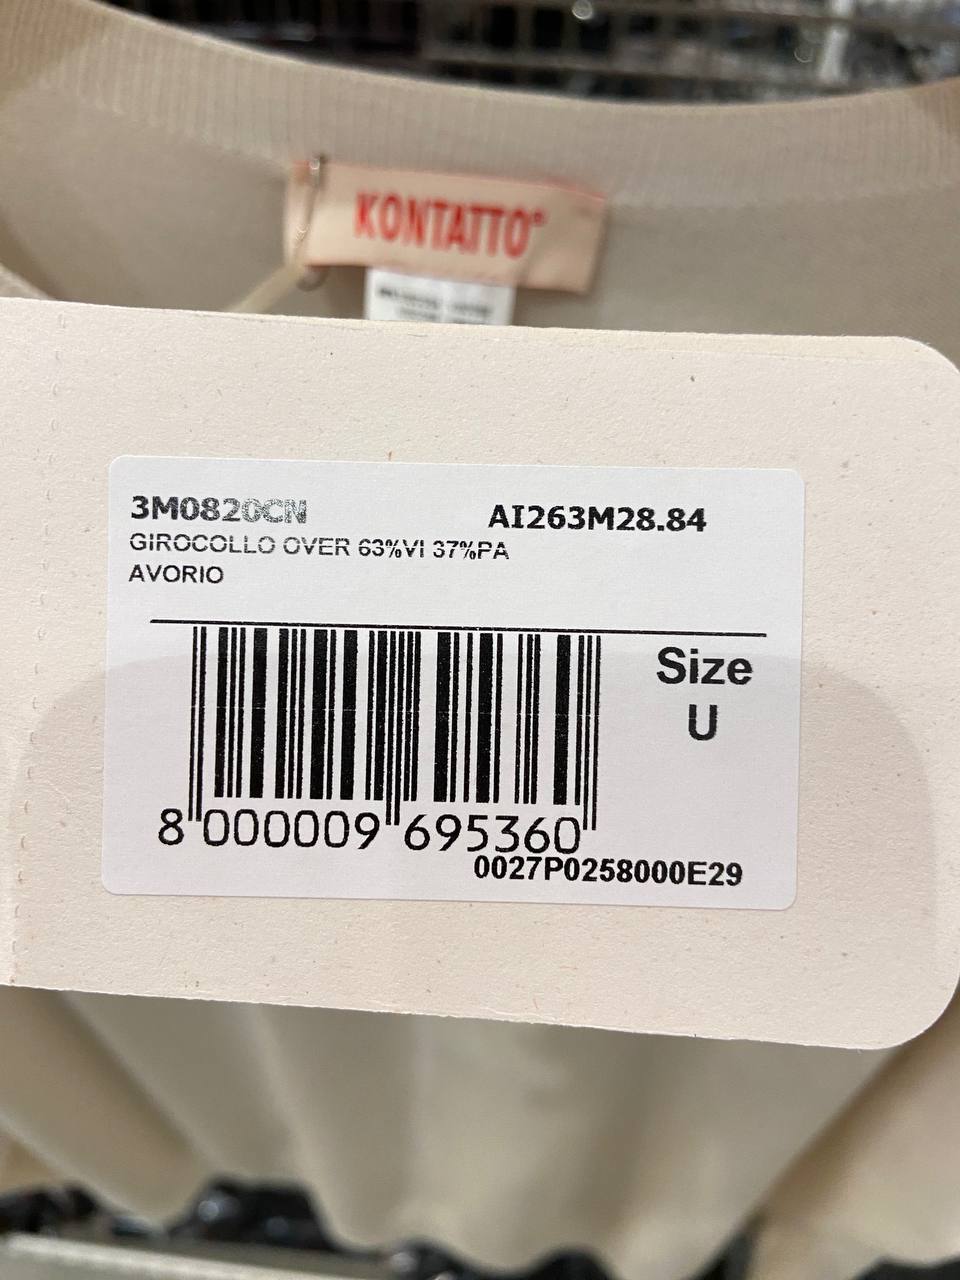 KONTATTO®
3M0820CN
AI263M28.84
GIROCOLLO OVER 63%VI 37%PA
AVORIO
Size
U
8 000009 695360
0027P0258000E29